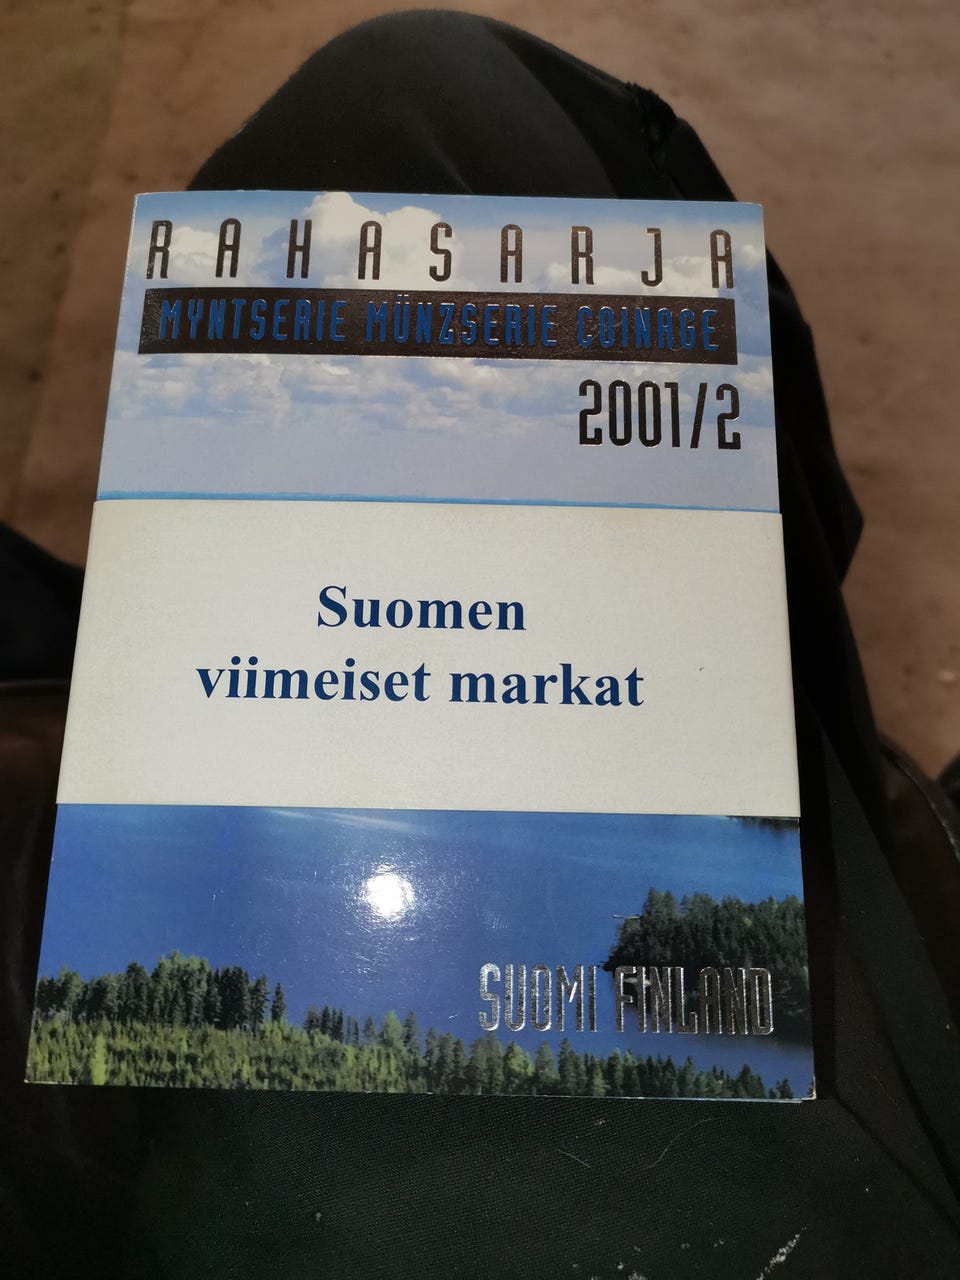 RAHASARJA
MYNTSERIE MÜNZSERIE COINAGE
2001/2
Suomen
viimeiset markat
SUOMI FINLAND